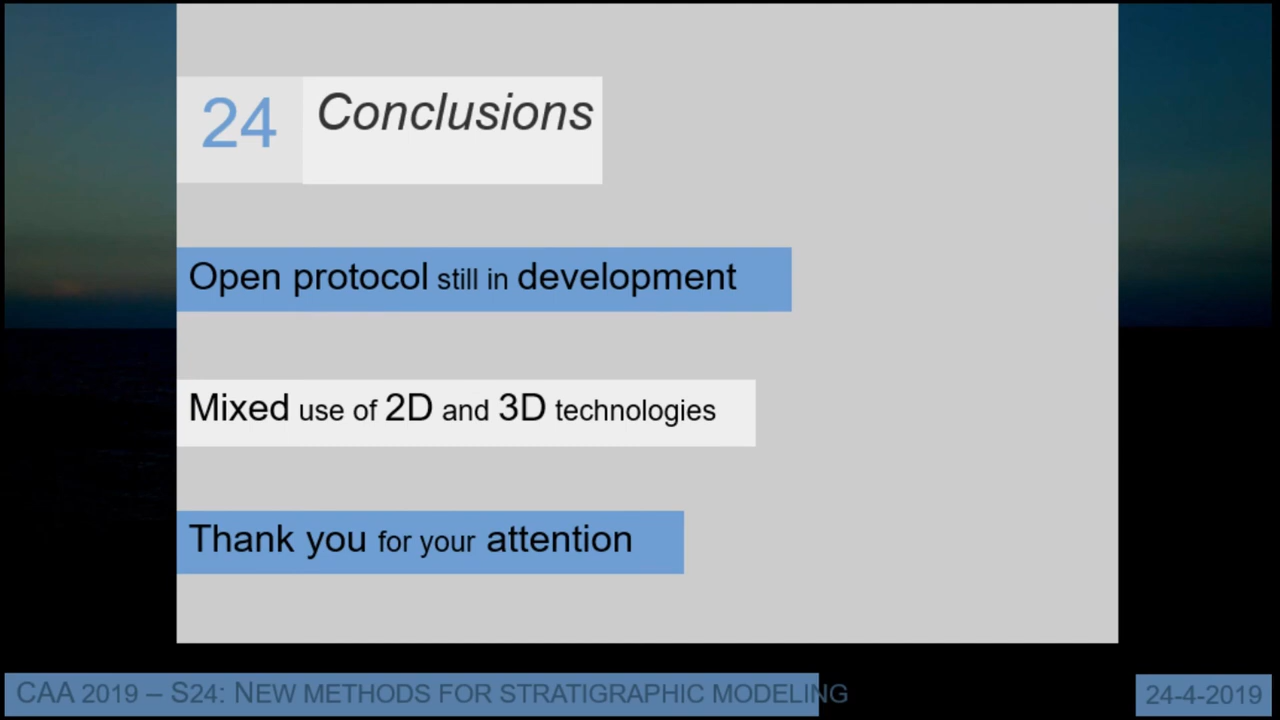 24 Conclusions
Open protocol still in development
Mixed use of 2D and 3D technologies
Thank you for your attention
CAA 2019 – S24: NEW METHODS FOR STRATIGRAPHIC MODELING
24-4-2019